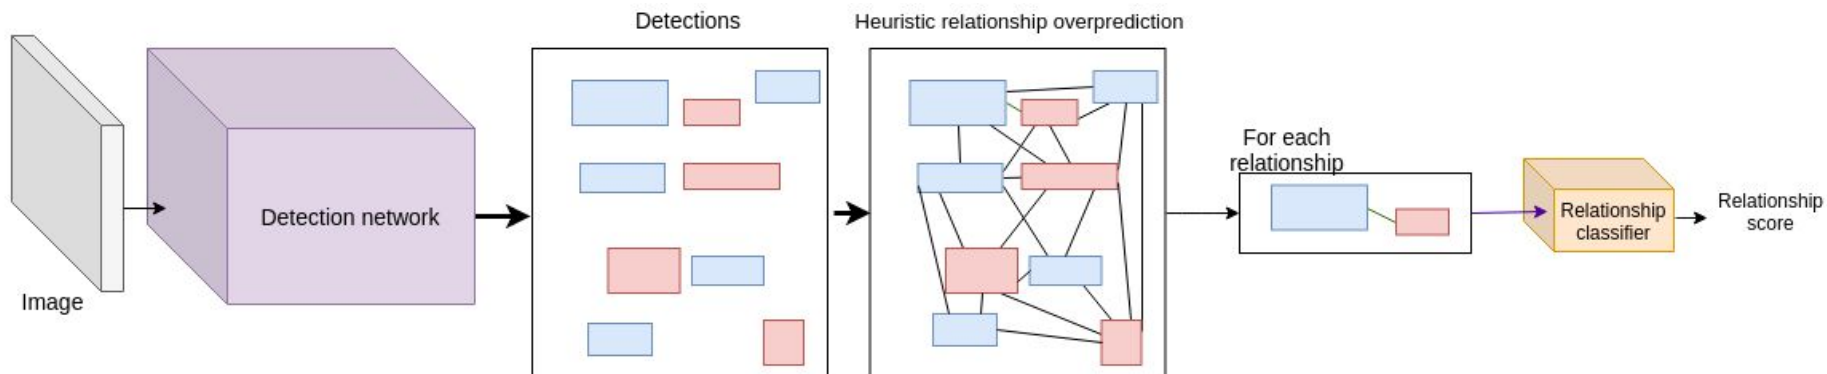 Detections
Heuristic relationship overprediction
Image
Detection network
For each
relationship
Relationship
classifier
Relationship
score